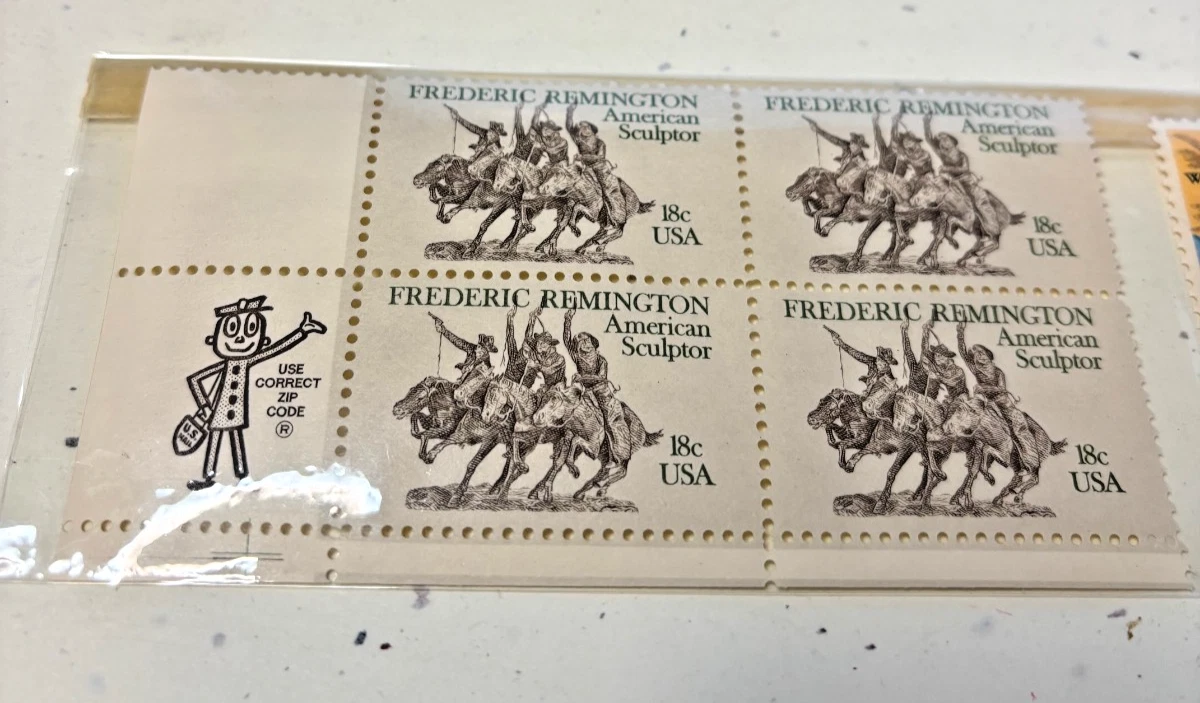 FREDERIC REMINGTON
American
Sculptor
18c
USA
FREDERIC REMINGTON
American
Sculptor
18c
USA
USE
CORRECT
ZIP
CODE
®
U.S.
MAIL
FREDERIC REMINGTON
American
Sculptor
18c
USA
FREDERIC REMINGTON
American
Sculptor
18c
USA